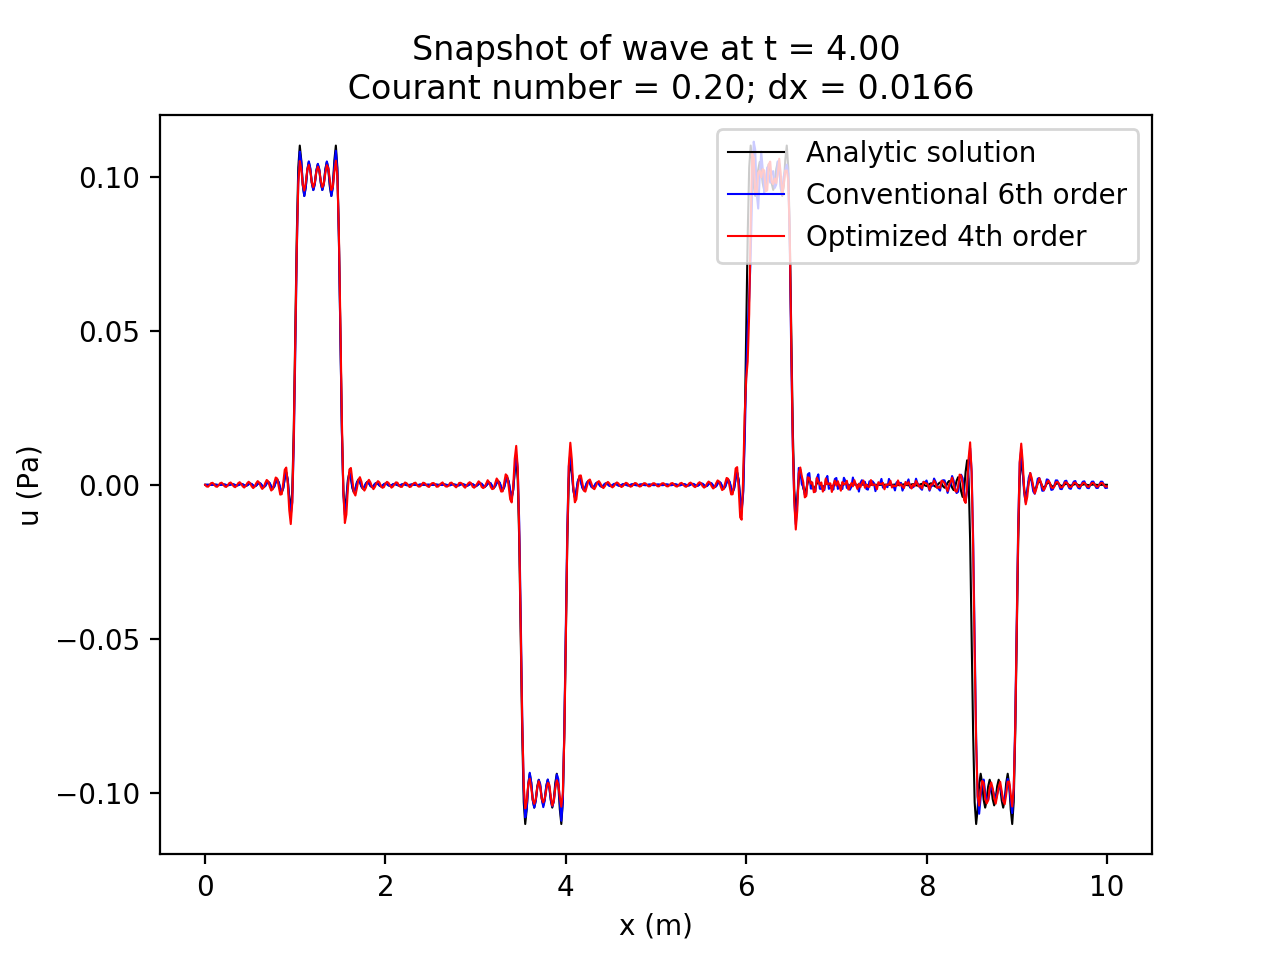 Snapshot of wave at t = 4.00
Courant number = 0.20; dx = 0.0166
Analytic solution
Conventional 6th order
Optimized 4th order
u (Pa)
0.10
0.05
0.00
−0.05
−0.10
0 2 4 6 8 10
x (m)